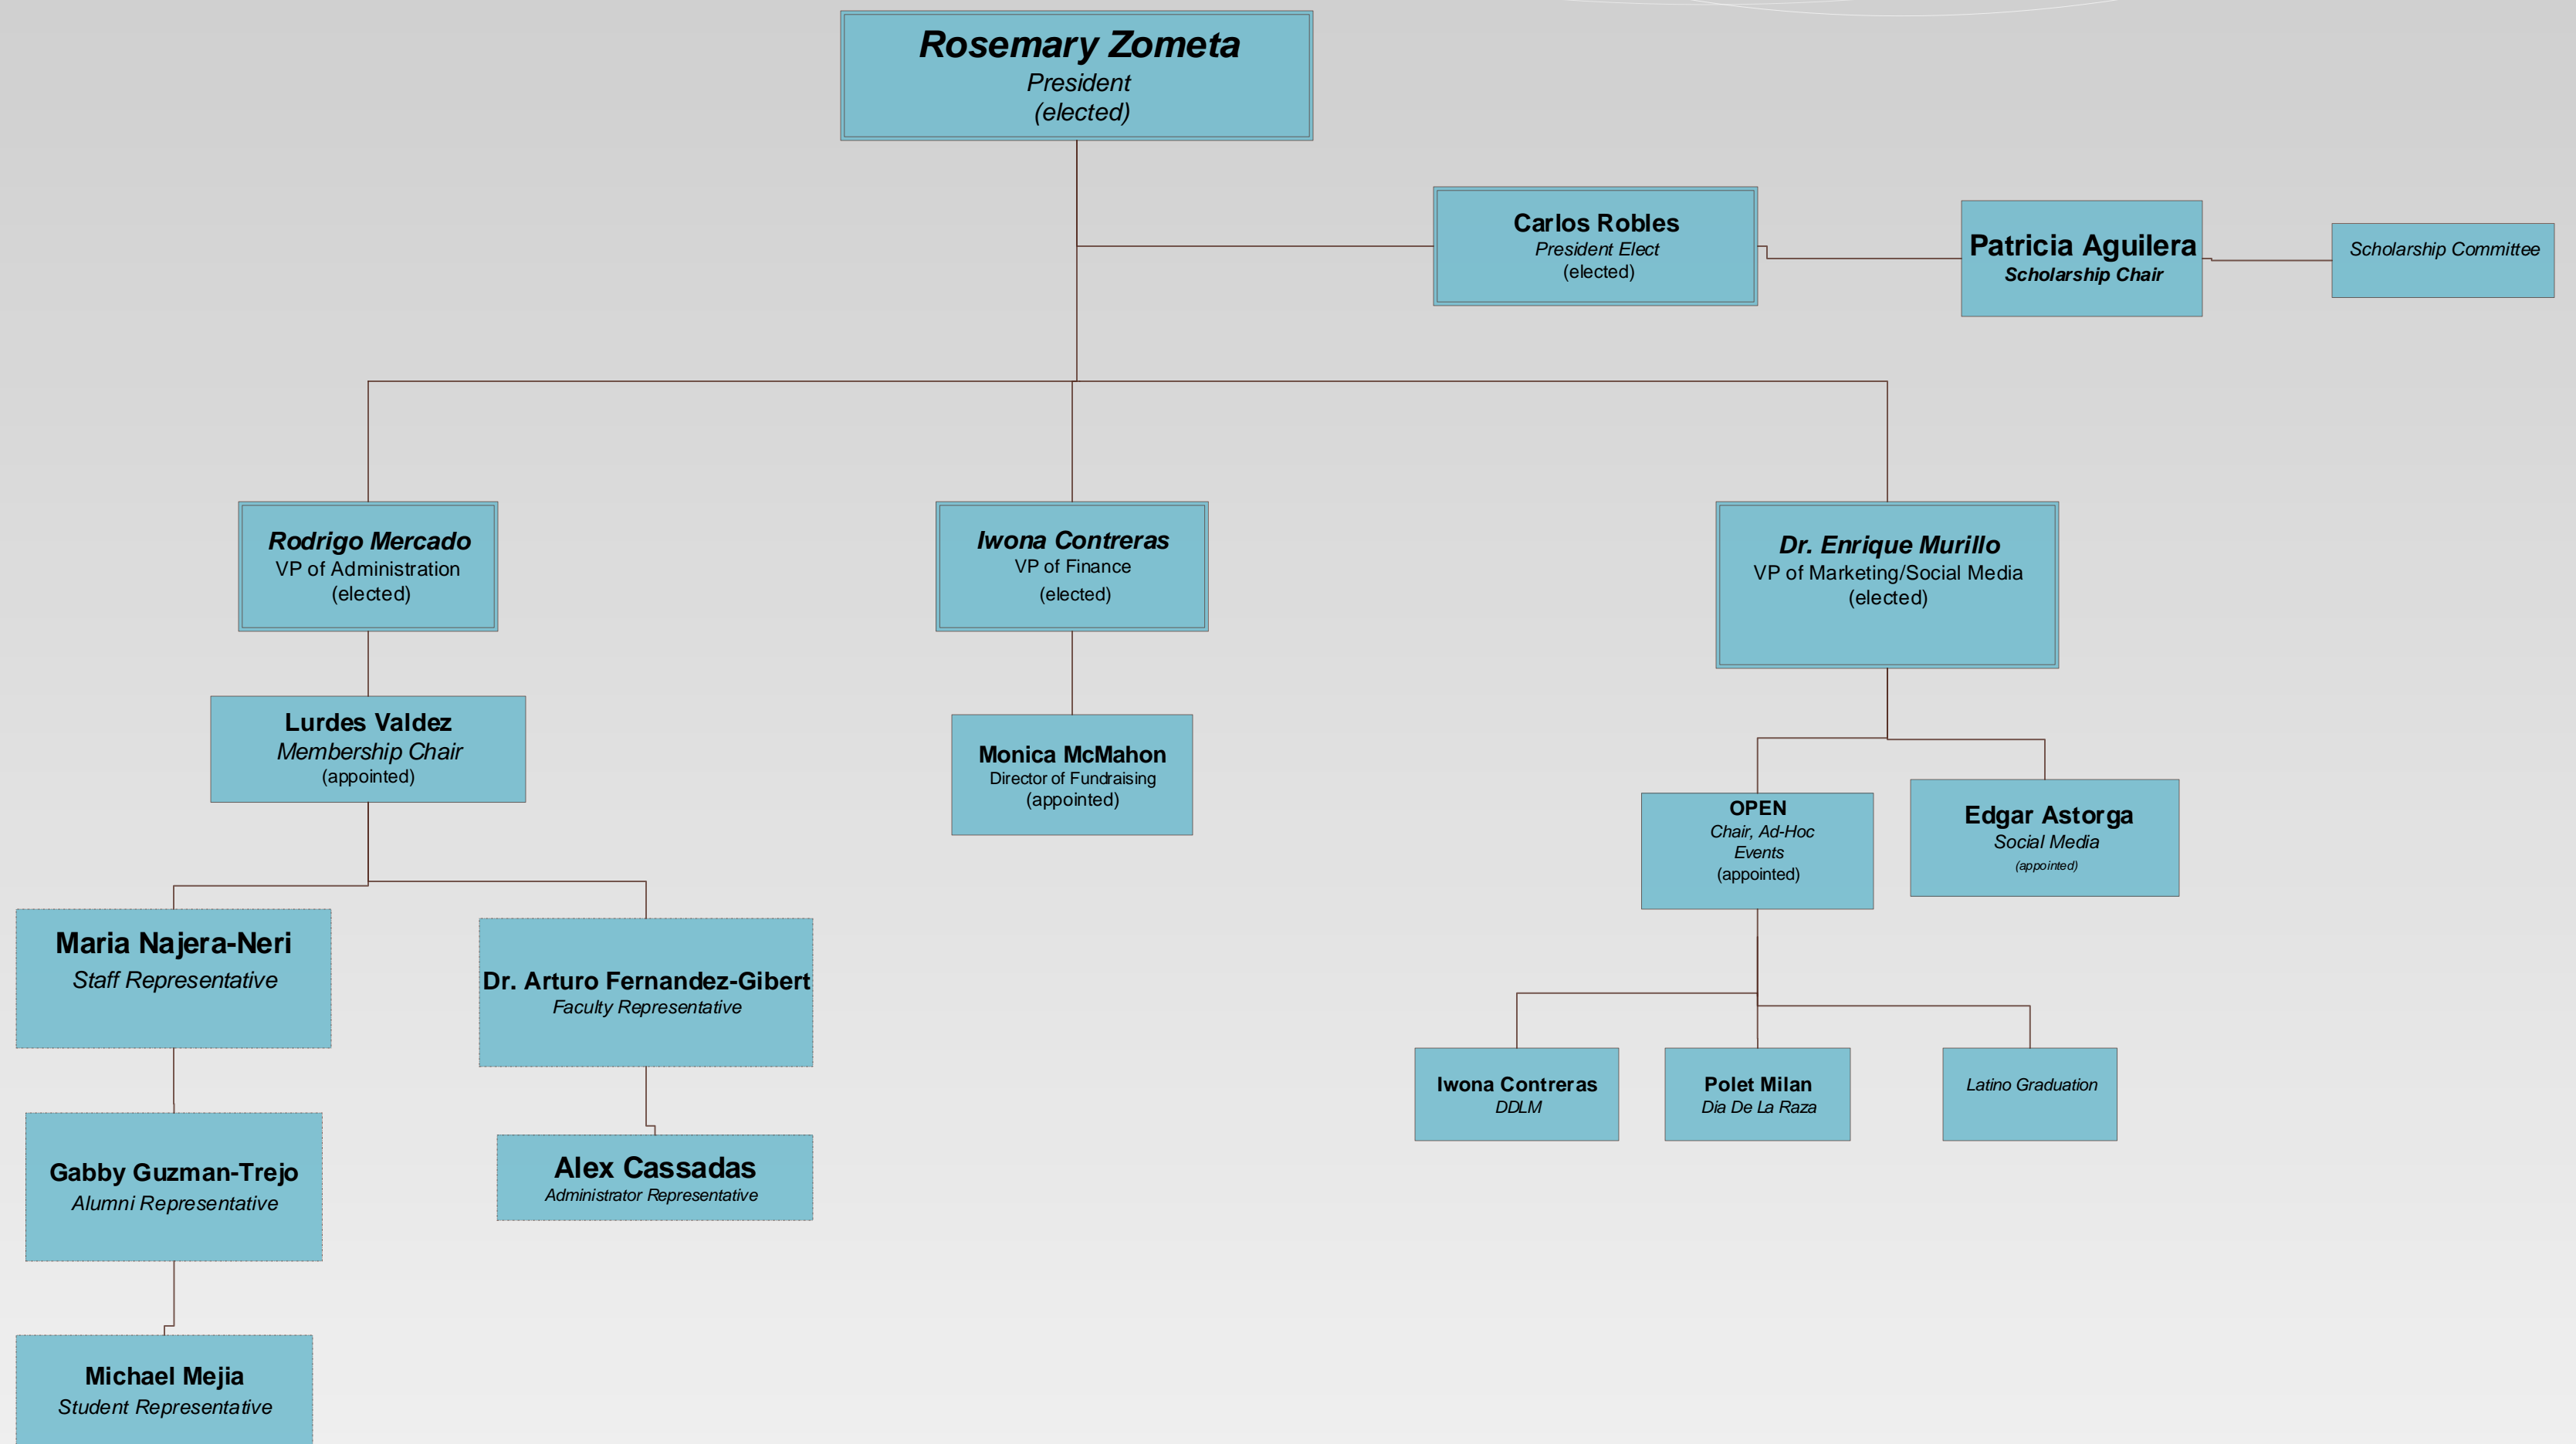 Rosemary Zometa
President
(elected)
Carlos Robles
President Elect
(elected)
Patricia Aguilera
Scholarship Chair
Scholarship Committee
Rodrigo Mercado
VP of Administration
(elected)
Iwona Contreras
VP of Finance
(elected)
Dr. Enrique Murillo
VP of Marketing/Social Media
(elected)
Lurdes Valdez
Membership Chair
(appointed)
Monica McMahon
Director of Fundraising
(appointed)
OPEN
Chair, Ad-Hoc
Events
(appointed)
Edgar Astorga
Social Media
(appointed)
Maria Najera-Neri
Staff Representative
Dr. Arturo Fernandez-Gibert
Faculty Representative
Iwona Contreras
DDLM
Polet Milan
Dia De La Raza
Latino Graduation
Gabby Guzman-Trejo
Alumni Representative
Alex Cassadas
Administrator Representative
Michael Mejia
Student Representative